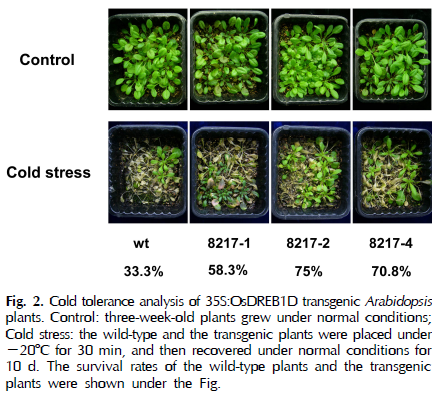 Control
Cold stress
wt 8217-1 8217-2 8217-4
33.3% 58.3% 75% 70.8%
Fig. 2. Cold tolerance analysis of 35S:OsDREB1D transgenic Arabidopsis
plants. Control: three-week-old plants grew under normal conditions;
Cold stress: the wild-type and the transgenic plants were placed under
−20°C for 30 min, and then recovered under normal conditions for
10 d. The survival rates of the wild-type plants and the transgenic
plants were shown under the Fig.